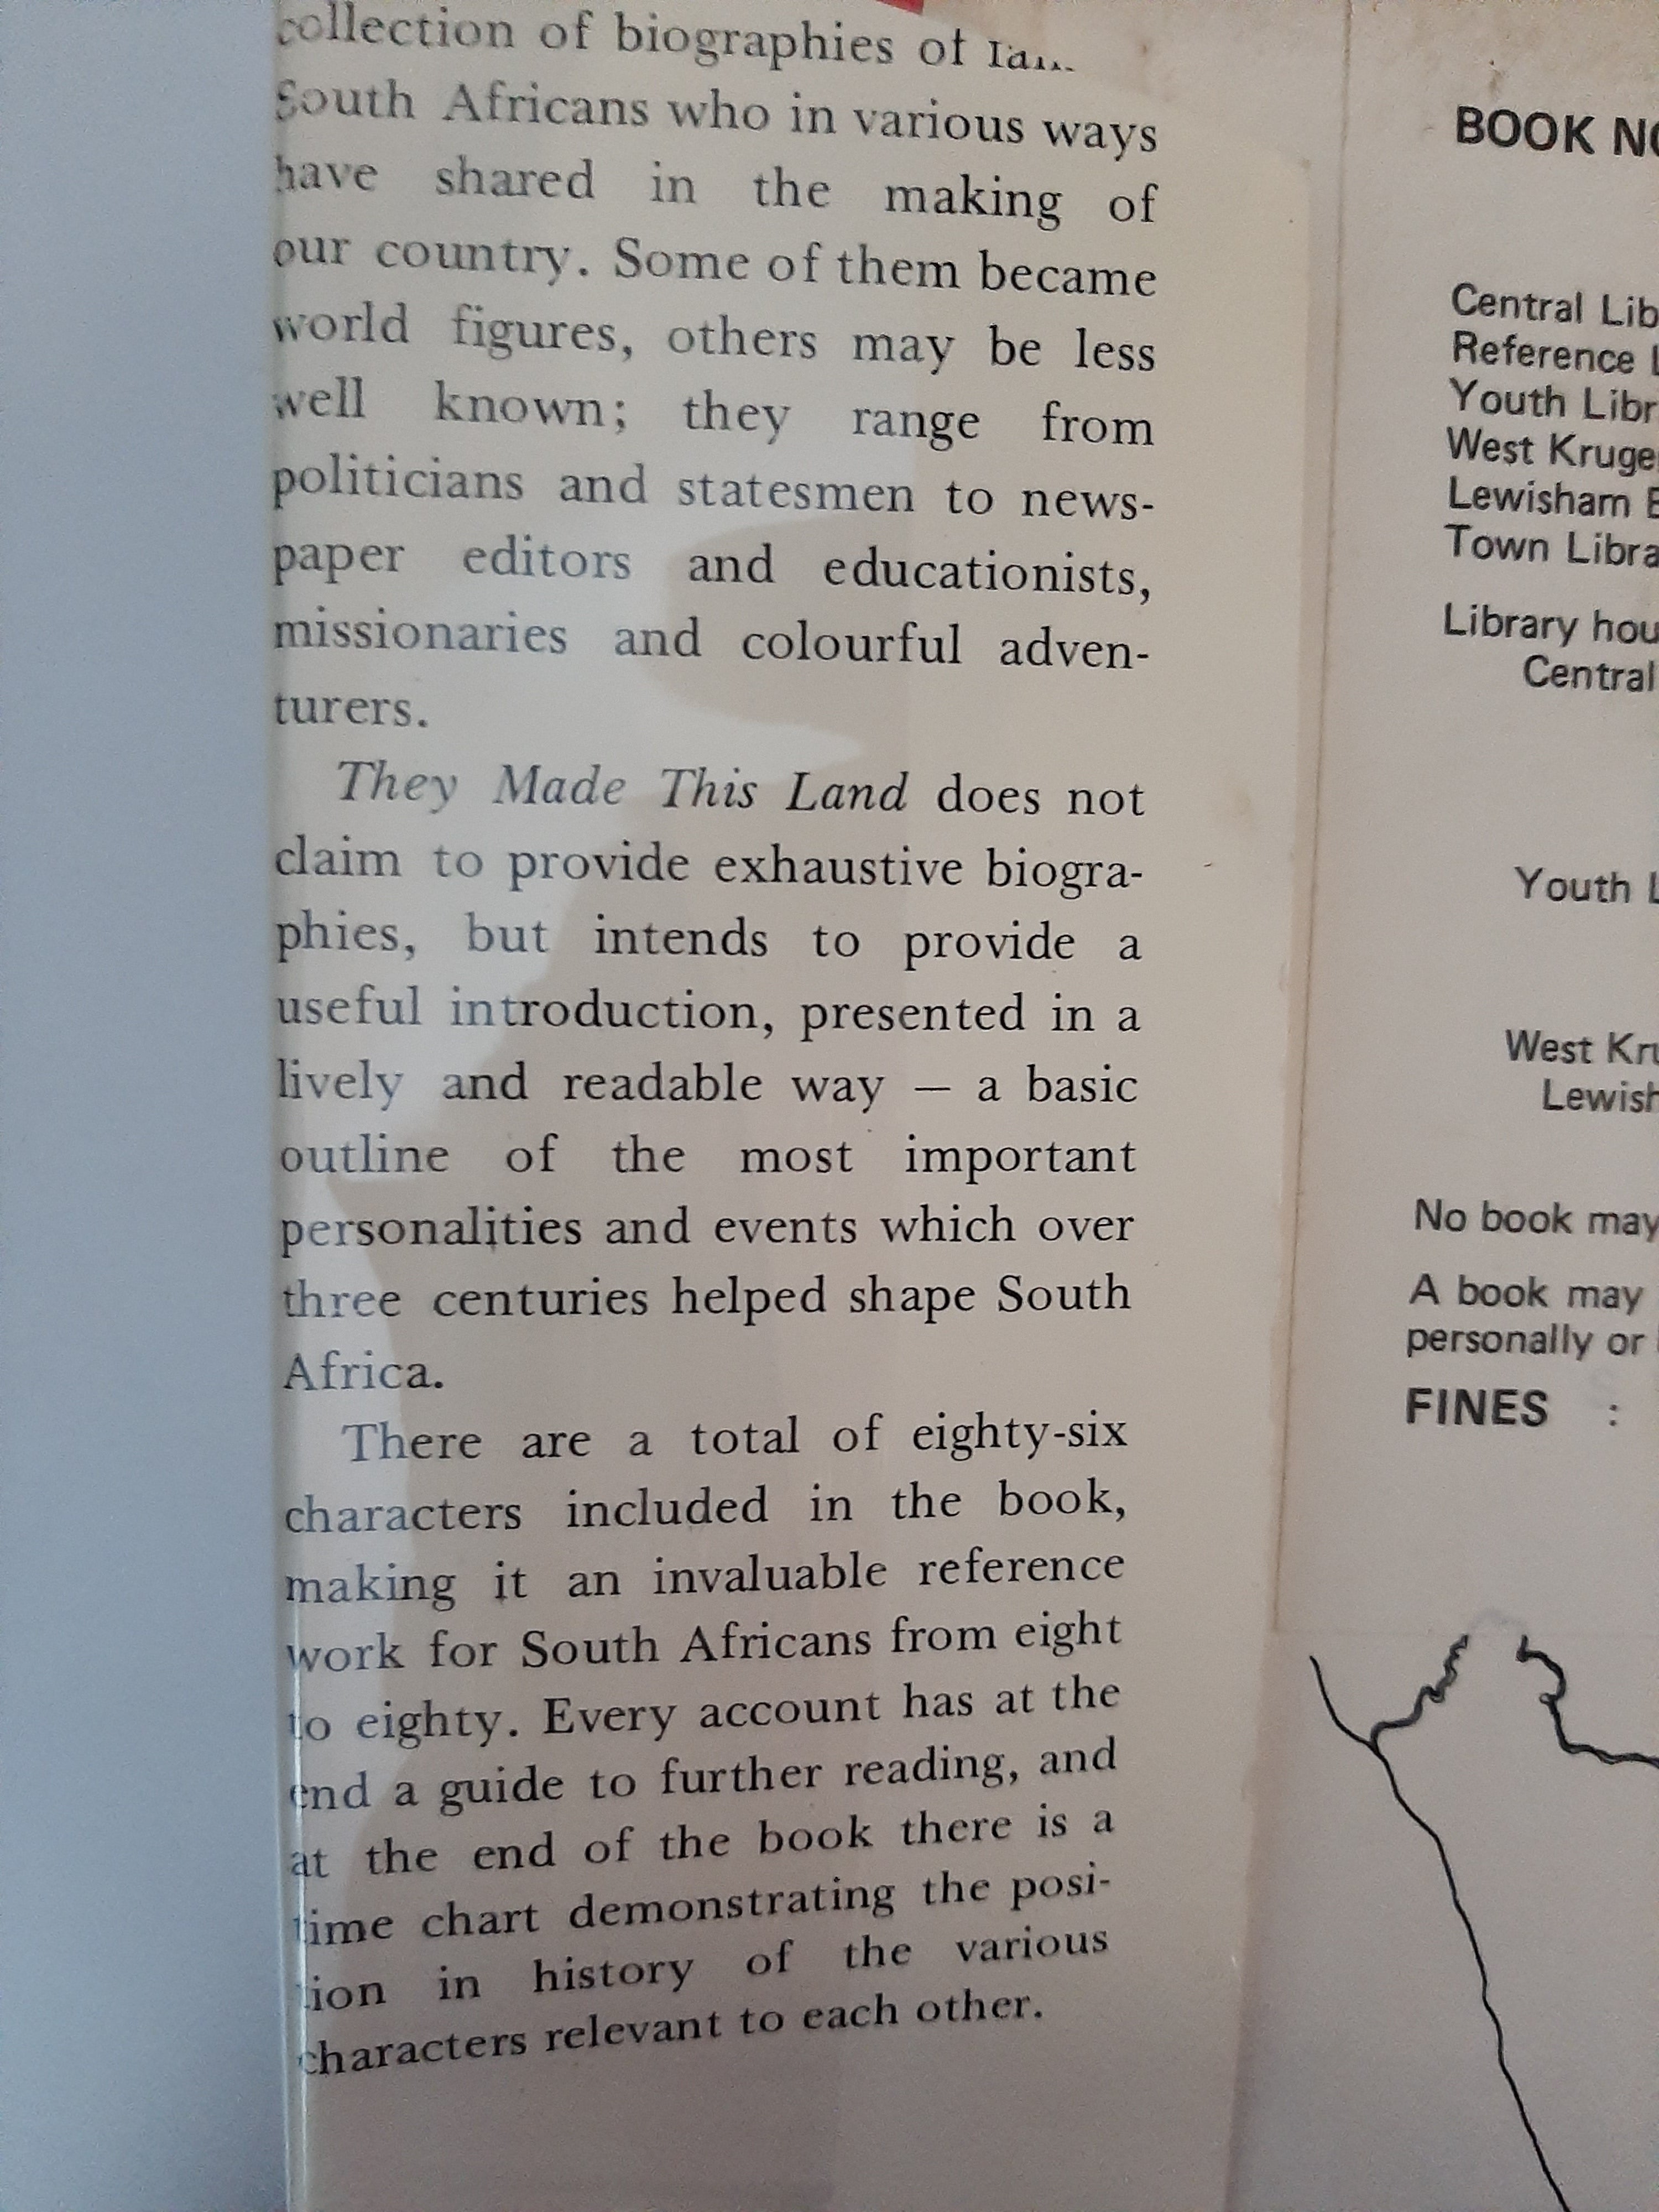 collection of biographies of
South Africans who in various ways
have shared in the making of
our country. Some of them became
world figures, others may be less
well known; they range from
politicians and statesmen to news-
paper editors and educationists,
missionaries and colourful adven-
turers.
They Made This Land does not
claim to provide exhaustive biogra-
phies, but intends to provide a
useful introduction, presented in a
lively and readable way – a basic
outline of the most important
personalities and events which over
three centuries helped shape South
Africa.
There are a total of eighty-six
characters included in the book,
making it an invaluable reference
work for South Africans from eight
to eighty. Every account has at the
end a guide to further reading, and
at the end of the book there is a
time chart demonstrating the posi-
tion in history of the various
characters relevant to each other.
BOOK
Central
Reference
Youth
West
Lewisham
Town
Library
Central
Youth
West
No book may
A book may
personally or
FINES :